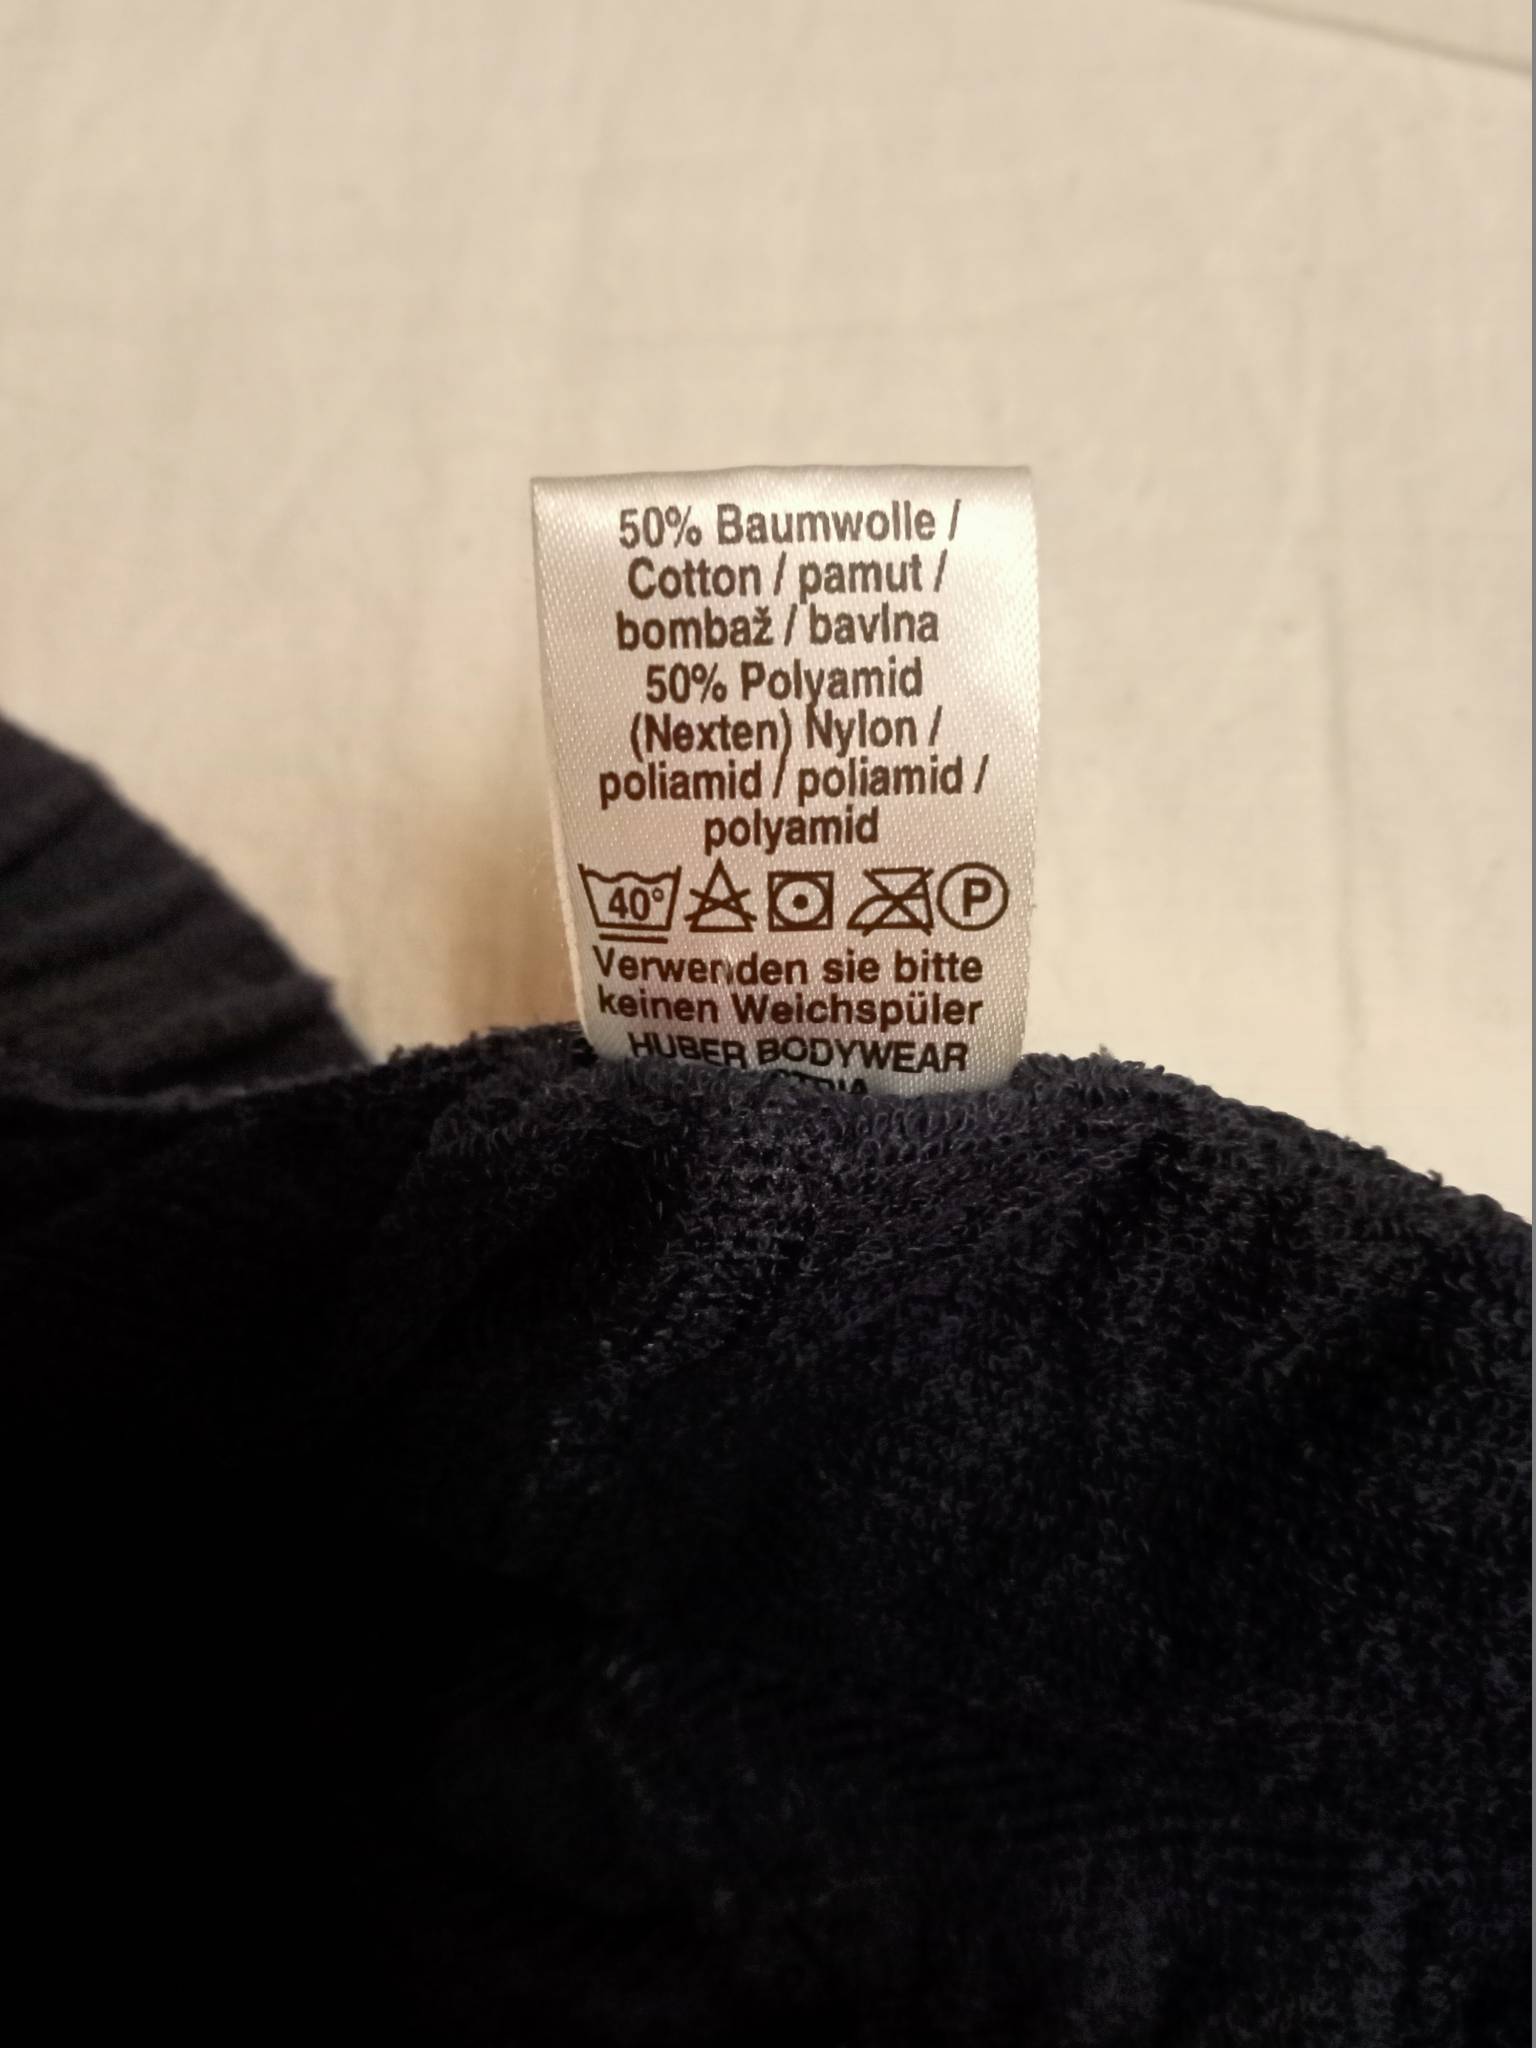 50% Baumwolle /
Cotton / pamut /
bombaž / bavlna
50% Polyamid
(Nexten) Nylon /
poliamid / poliamid /
polyamid
40° P
Verwenden sie bitte
keinen Weichspüler
HUBER BODYWEAR